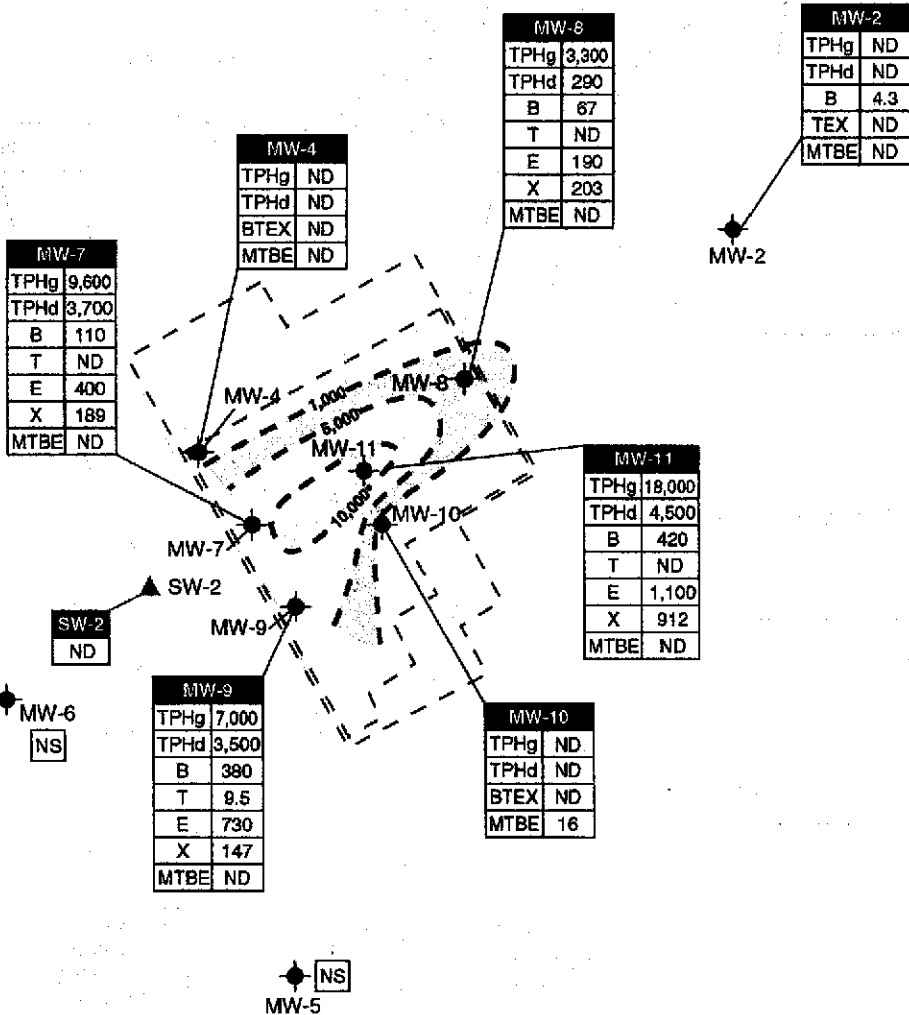 MW-2
TPHg ND
TPHd ND
B 4.3
TEX ND
MTBE ND
MW-2
MW-8
TPHg 3,300
TPHd 290
B 67
T ND
E 190
X 203
MTBE ND
MW-4
TPHg ND
TPHd ND
BTEX ND
MTBE ND
MW-7
TPHg 9,600
TPHd 3,700
B 110
T ND
E 400
X 189
MTBE ND
MW-8
MW-4
1,000
5,000
MW-11
10,000
MW-10
MW-7
SW-2
MW-9
MW-11
TPHg 18,000
TPHd 4,500
B 420
T ND
E 1,100
X 912
MTBE ND
SW-2
ND
MW-6
NS
MW-9
TPHg 7,000
TPHd 3,500
B 380
T 9.5
E 730
X 147
MTBE ND
MW-10
TPHg ND
TPHd ND
BTEX ND
MTBE 16
NS
MW-5